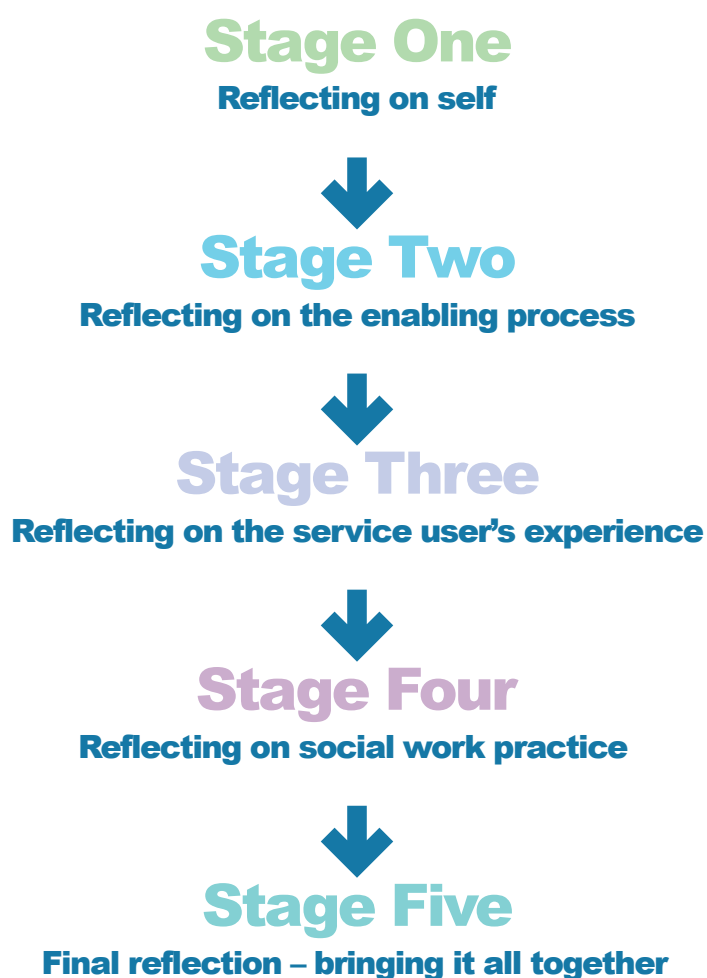 Stage One
Reflecting on self
Stage Two
Reflecting on the enabling process
Stage Three
Reflecting on the service user’s experience
Stage Four
Reflecting on social work practice
Stage Five
Final reflection – bringing it all together